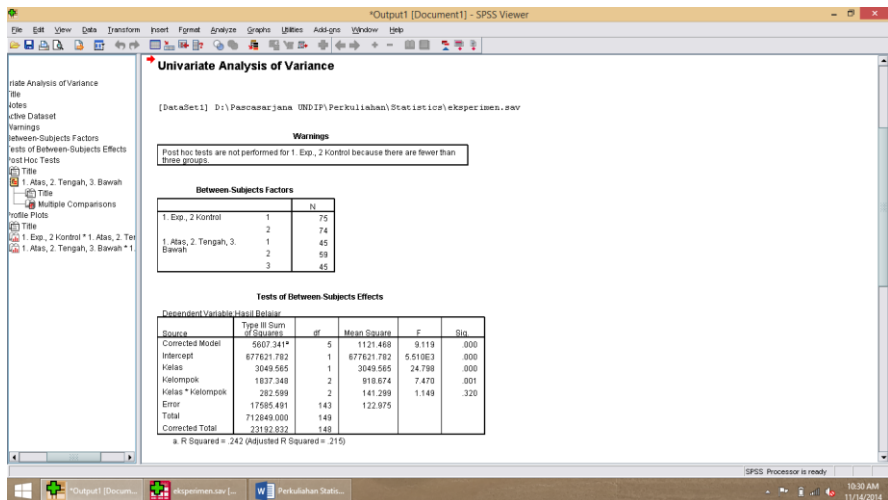 *Output1 [Document1] - SPSS Viewer
File Edit View Data Transform Insert Format Analyze Graphs Utilities Add-ons Window Help
riate Analysis of Variance
Title
Notes
Active Dataset
Warnings
Between-Subjects Factors
Tests of Between-Subjects Effects
Post Hoc Tests
Title
1. Atas, 2. Tengah, 3. Bawah
Title
Multiple Comparisons
Profile Plots
Title
1. Exp., 2 Kontrol * 1. Atas, 2. Ter
1. Atas, 2. Tengah, 3. Bawah * 1.
Univariate Analysis of Variance
[DataSet1] D:\Pascasarjana UNDIP\Perkuliahan\Statistics\eksperimen.sav
Warnings
Post hoc tests are not performed for 1. Exp., 2 Kontrol because there are fewer than
three groups.
Between-Subjects Factors
N
1. Exp., 2 Kontrol 1 75
2 74
1. Atas, 2. Tengah, 3. Bawah 1 45
2 59
3 45
Tests of Between-Subjects Effects
Dependent Variable:Hasil Belajar
Source Type III Sum of Squares df Mean Square F Sig.
Corrected Model 5607.341a 5 1121.468 9.119 .000
Intercept 677621.782 1 677621.782 5.510E3 .000
Kelas 3049.565 1 3049.565 24.798 .000
Kelompok 1837.348 2 918.674 7.470 .001
Kelas * Kelompok 282.599 2 141.299 1.149 .320
Error 17585.491 143 122.975
Total 712849.000 149
Corrected Total 23192.832 148
a. R Squared = .242 (Adjusted R Squared = .215)
SPSS Processor is ready
*Output1 [Docum... eksperimen.sav [... Perkuliahan Statis...
10:30 AM
11/14/2014